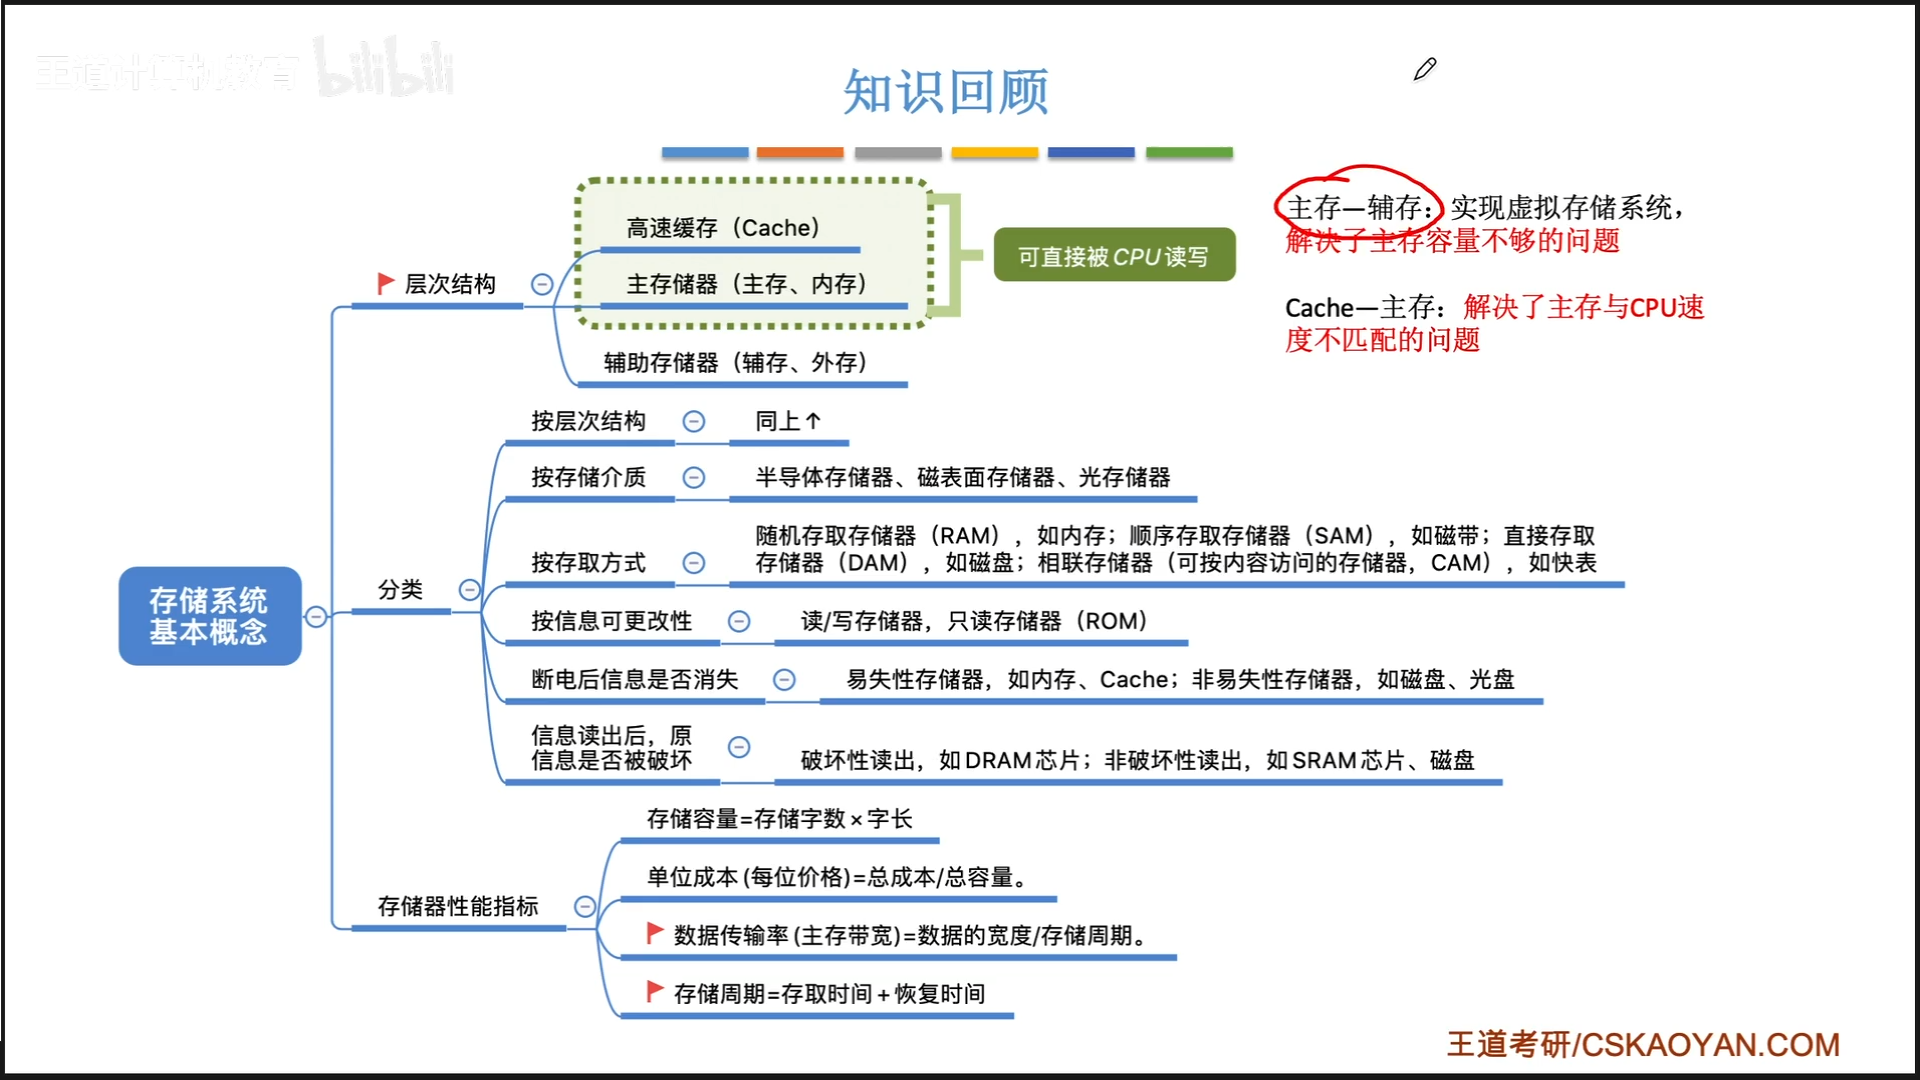 王道计算机教育 bilibili
知识回顾
主存—辅存：实现虚拟存储系统，
解决了主存容量不够的问题
Cache—主存：解决了主存与CPU速
度不匹配的问题
存储系统
基本概念
层次结构
高速缓存（Cache）
主存储器（主存、内存）
可直接被CPU读写
辅助存储器（辅存、外存）
分类
按层次结构
同上↑
按存储介质
半导体存储器、磁表面存储器、光存储器
按存取方式
随机存取存储器（RAM），如内存；顺序存取存储器（SAM），如磁带；直接存取
存储器（DAM），如磁盘；相联存储器（可按内容访问的存储器，CAM），如快表
按信息可更改性
读/写存储器，只读存储器（ROM）
断电后信息是否消失
易失性存储器，如内存、Cache；非易失性存储器，如磁盘、光盘
信息读出后，原
信息是否被破坏
破坏性读出，如DRAM芯片；非破坏性读出，如SRAM芯片、磁盘
存储器性能指标
存储容量=存储字数×字长
单位成本(每位价格)=总成本/总容量。
数据传输率(主存带宽)=数据的宽度/存储周期。
存储周期=存取时间+恢复时间
王道考研/CSKAOYAN.COM